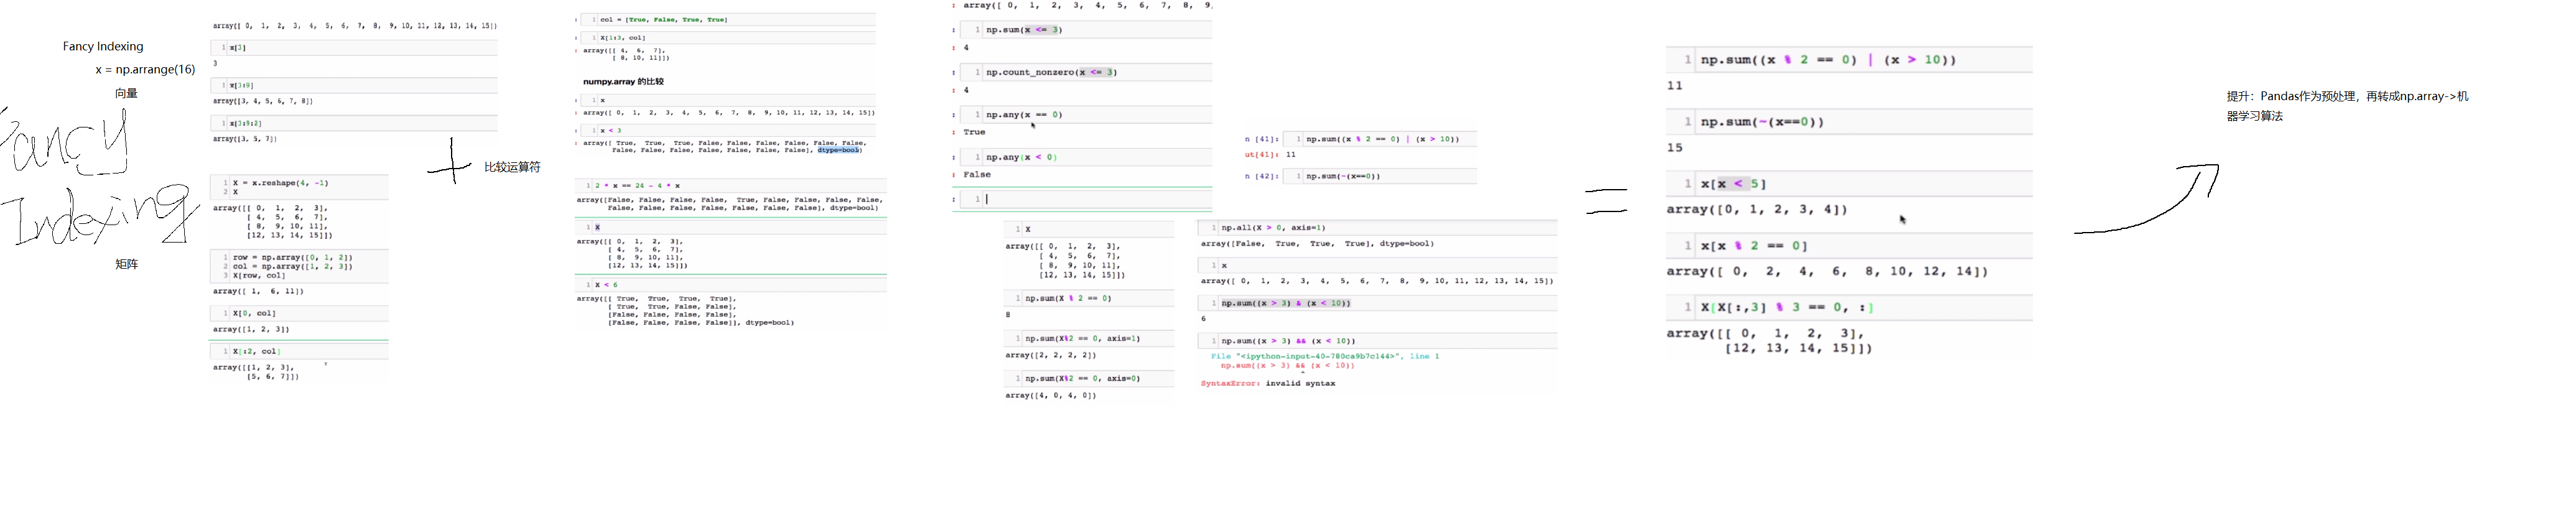 Fancy Indexing
x = np.arrange(16)
向量
Fancy
Indexing
矩阵
array([ 0, 1, 2, 3, 4, 5, 6, 7, 8, 9, 10, 11, 12, 13, 14, 15])
1 x[3]
3
1 x[3:9]
array([3, 4, 5, 6, 7, 8])
1 x[3:9:2]
array([3, 5, 7])
1 X = x.reshape(4, -1)
2 X
array([[ 0, 1, 2, 3],
[ 4, 5, 6, 7],
[ 8, 9, 10, 11],
[12, 13, 14, 15]])
1 row = np.array([0, 1, 2])
2 col = np.array([1, 2, 3])
3 X[row, col]
array([ 1, 6, 11])
1 X[0, col]
array([1, 2, 3])
1 X[:2, col]
array([[1, 2, 3],
[5, 6, 7]])
+
比较运算符
1 col = [True, False, True, True]
1 X[1:3, col]
array([[ 4, 6, 7],
[ 8, 10, 11]])
numpy.array 的比较
1 x
array([ 0, 1, 2, 3, 4, 5, 6, 7, 8, 9, 10, 11, 12, 13, 14, 15])
1 x < 3
array([ True, True, True, False, False, False, False, False, False,
False, False, False, False, False, False, False], dtype=bool)
1 2 * x == 24 - 4 * x
array([False, False, False, False, True, False, False, False, False,
False, False, False, False, False, False, False], dtype=bool)
1 X
array([[ 0, 1, 2, 3],
[ 4, 5, 6, 7],
[ 8, 9, 10, 11],
[12, 13, 14, 15]])
1 X < 6
array([[ True, True, True, True],
[ True, True, False, False],
[False, False, False, False],
[False, False, False, False]], dtype=bool)
: array([ 0, 1, 2, 3, 4, 5, 6, 7, 8, 9,
: 1 np.sum(x <= 3)
: 4
: 1 np.count_nonzero(x <= 3)
: 4
: 1 np.any(x == 0)
: True
: 1 np.any(x < 0)
: False
: 1
n [41]: 1 np.sum((x % 2 == 0) | (x > 10))
ut[41]: 11
n [42]: 1 np.sum(~(x==0))
1 X
array([[ 0, 1, 2, 3],
[ 4, 5, 6, 7],
[ 8, 9, 10, 11],
[12, 13, 14, 15]])
1 np.sum(X % 2 == 0)
8
1 np.sum(X%2 == 0, axis=1)
array([2, 2, 2, 2])
1 np.sum(X%2 == 0, axis=0)
array([4, 0, 4, 0])
1 np.all(X > 0, axis=1)
array([False, True, True, True], dtype=bool)
1 x
array([ 0, 1, 2, 3, 4, 5, 6, 7, 8, 9, 10, 11, 12, 13, 14, 15])
1 np.sum((x > 3) & (x < 10))
6
1 np.sum((x > 3) && (x < 10))
File "<ipython-input-40-780ca9b7c144>", line 1
np.sum((x > 3) && (x < 10))
^
SyntaxError: invalid syntax
=
1 np.sum((x % 2 == 0) | (x > 10))
11
1 np.sum(~(x==0))
15
1 x[x < 5]
array([0, 1, 2, 3, 4])
1 x[x % 2 == 0]
array([ 0, 2, 4, 6, 8, 10, 12, 14])
1 X[X[:,3] % 3 == 0, :]
array([[ 0, 1, 2, 3],
[12, 13, 14, 15]])
提升：Pandas作为预处理，再转成np.array->机
器学习算法